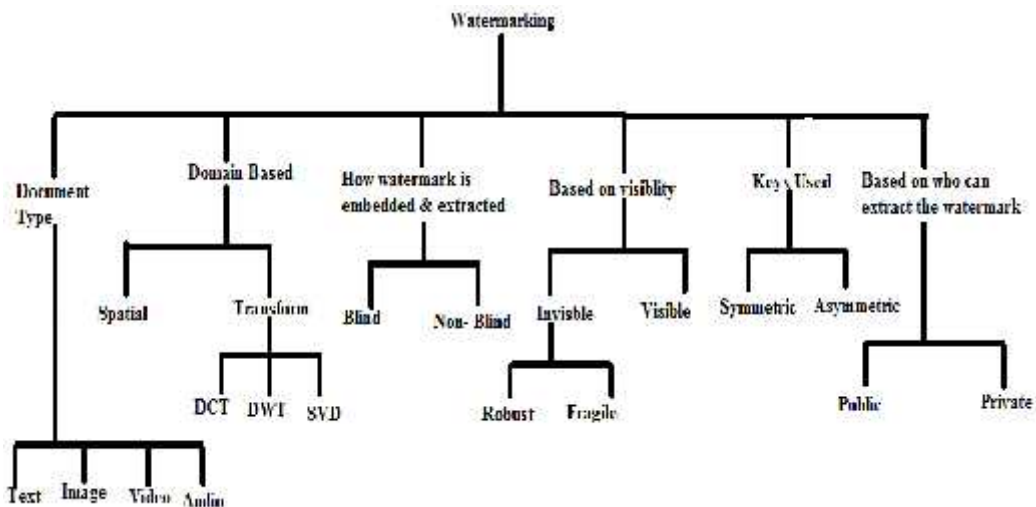 Watermarking
Document
Type
Domain Based
How watermark is
embedded & extracted
Based on visiblity
Keys Used
Based on who can
extract the watermark
Spatial
Transform
Blind
Non- Blind
Invisble
Visible
Symmetric
Asymmetric
DCT
DWT
SVD
Robust
Fragile
Public
Private
Text
Image
Video
Audio